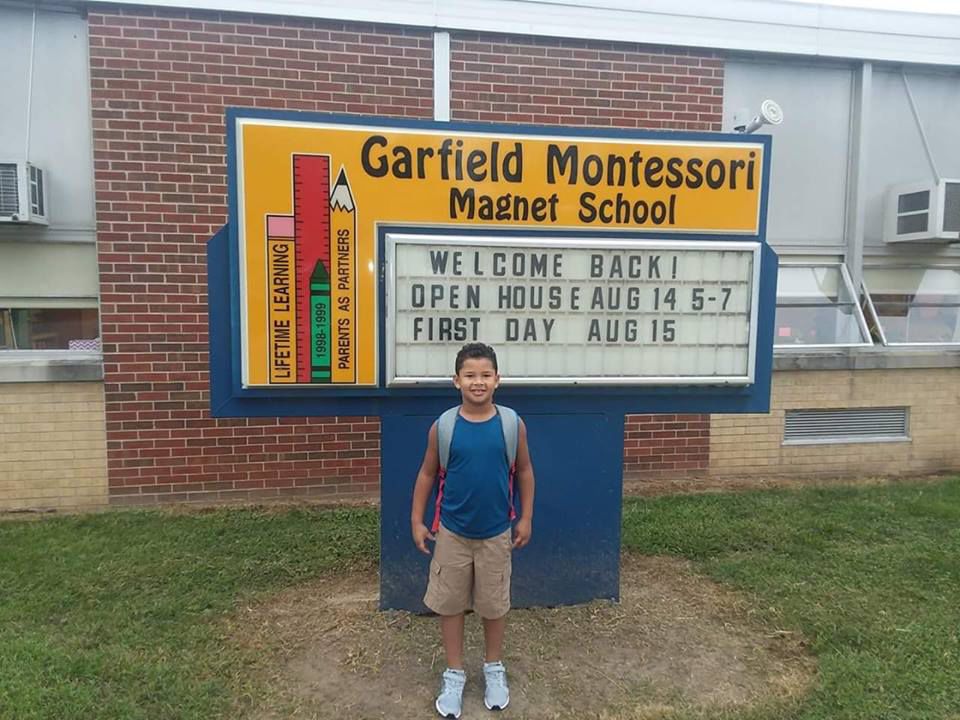 Garfield Montessori
Magnet School
LIFETIME LEARNING
1998-1999
PARENTS AS PARTNERS
WELCOME BACK!
OPEN HOUSE AUG 14 5-7
FIRST DAY AUG 15